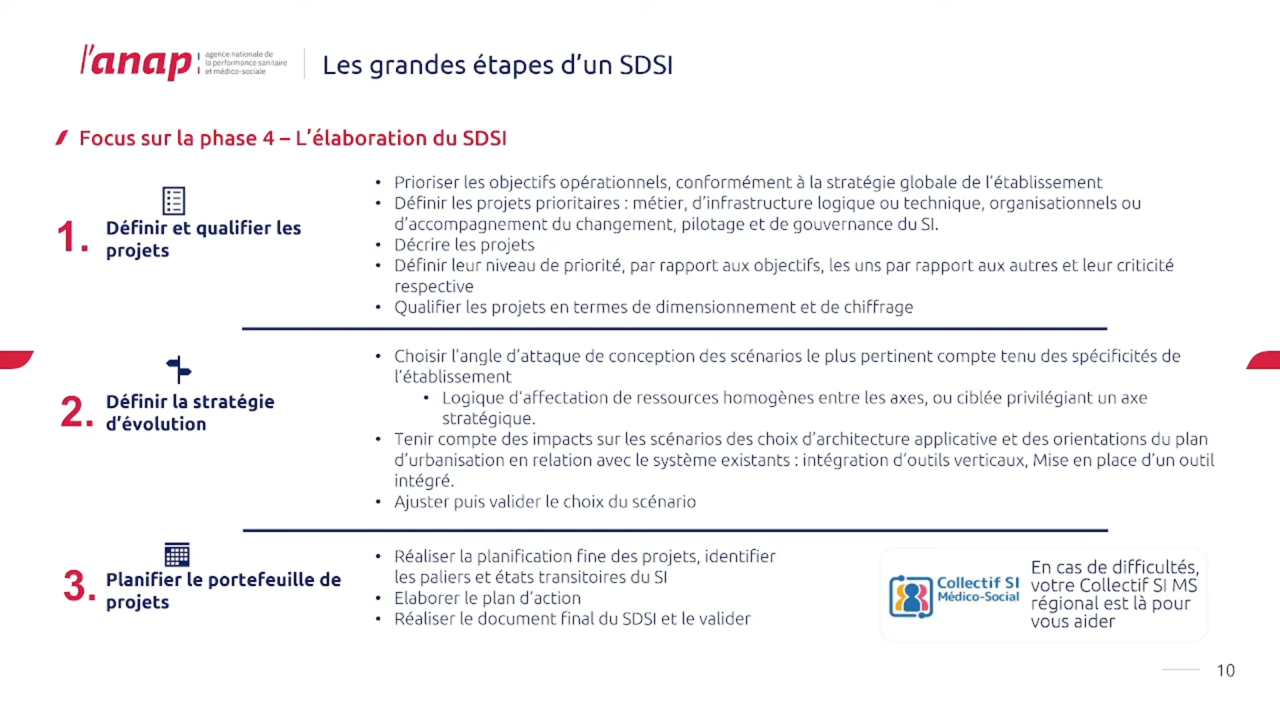 l'anap
agence nationale de
la performance sanitaire
et médico-sociale
Les grandes étapes d'un SDSI
Focus sur la phase 4 – L'élaboration du SDSI
1.
Définir et qualifier les
projets
• Prioriser les objectifs opérationnels, conformément à la stratégie globale de l'établissement
• Définir les projets prioritaires : métier, d'infrastructure logique ou technique, organisationnels ou
d'accompagnement du changement, pilotage et de gouvernance du SI.
• Décrire les projets
• Définir leur niveau de priorité, par rapport aux objectifs, les uns par rapport aux autres et leur criticité
respective
• Qualifier les projets en termes de dimensionnement et de chiffrage
2.
Définir la stratégie
d'évolution
• Choisir l'angle d'attaque de conception des scénarios le plus pertinent compte tenu des spécificités de
l'établissement
• Logique d'affectation de ressources homogènes entre les axes, ou ciblée privilégiant un axe
stratégique.
• Tenir compte des impacts sur les scénarios des choix d'architecture applicative et des orientations du plan
d'urbanisation en relation avec le système existants : intégration d'outils verticaux, Mise en place d'un outil
intégré.
• Ajuster puis valider le choix du scénario
3.
Planifier le portefeuille de
projets
• Réaliser la planification fine des projets, identifier
les paliers et états transitoires du SI
• Elaborer le plan d'action
• Réaliser le document final du SDSI et le valider
Collectif SI
Médico-Social
En cas de difficultés,
votre Collectif SI MS
régional est là pour
vous aider
10